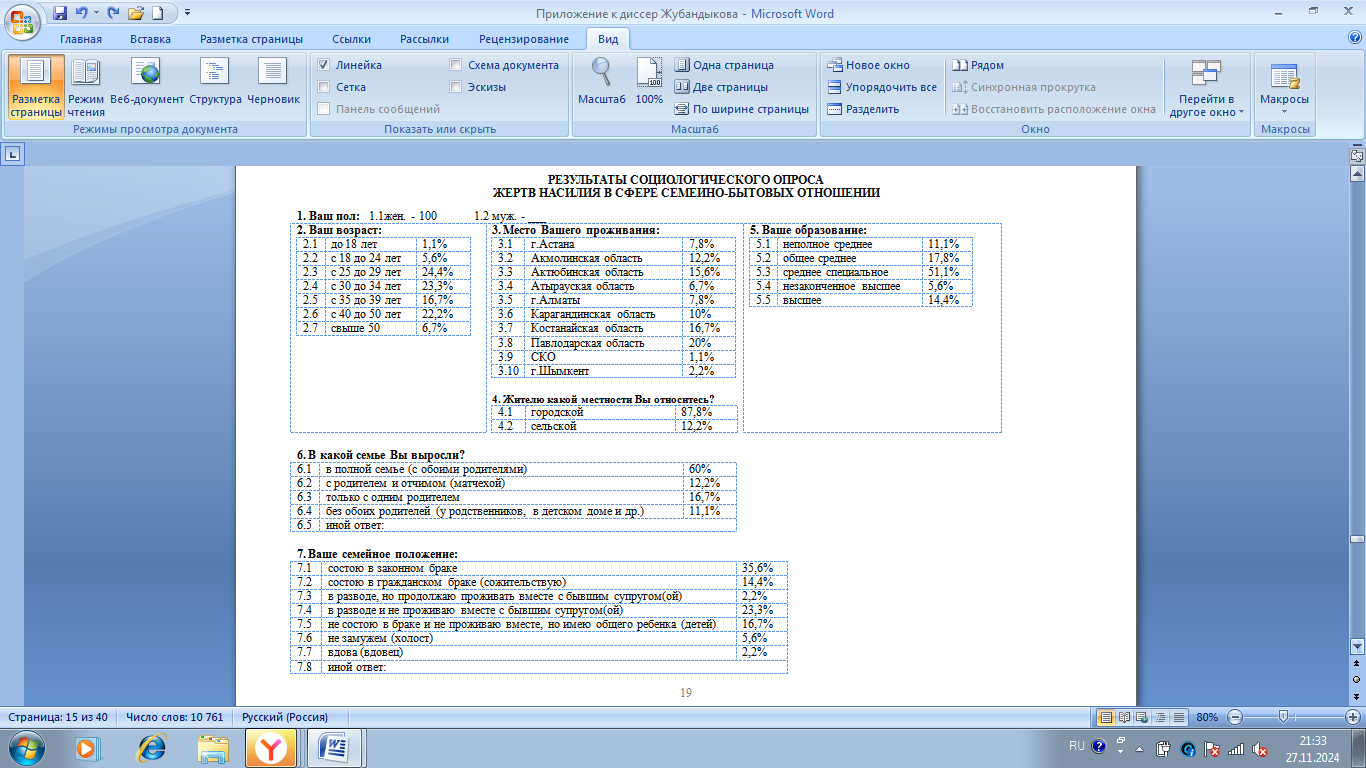 Приложение к диссер Жубандыкова - Microsoft Word
Главная Вставка Разметка страницы Ссылки Рассылки Рецензирование Вид
Разметка страницы
Режим чтения
Веб-документ
Структура
Черновик
Режимы просмотра документа
Линейка
Сетка
Панель сообщений
Схема документа
Эскизы
Показать или скрыть
Масштаб
100%
Одна страница
Две страницы
По ширине страницы
Масштаб
Новое окно
Упорядочить все
Разделить
Рядом
Синхронная прокрутка
Восстановить расположение окна
Перейти в другое окно
Окно
Макросы
Макросы
РЕЗУЛЬТАТЫ СОЦИОЛОГИЧЕСКОГО ОПРОСА
ЖЕРТВ НАСИЛИЯ В СФЕРЕ СЕМЕЙНО-БЫТОВЫХ ОТНОШЕНИЙ
1. Ваш пол: 1.1жен. - 100 1.2 муж. - ___
2. Ваш возраст:
2.1 до 18 лет 1,1%
2.2 с 18 до 24 лет 5,6%
2.3 с 25 до 29 лет 24,4%
2.4 с 30 до 34 лет 23,3%
2.5 с 35 до 39 лет 16,7%
2.6 с 40 до 50 лет 22,2%
2.7 свыше 50 6,7%
3. Место Вашего проживания:
3.1 г.Астана 7,8%
3.2 Акмолинская область 12,2%
3.3 Актюбинская область 15,6%
3.4 Атырауская область 6,7%
3.5 г.Алматы 7,8%
3.6 Карагандинская область 10%
3.7 Костанайская область 16,7%
3.8 Павлодарская область 20%
3.9 СКО 1,1%
3.10 г.Шымкент 2,2%
4. Жителю какой местности Вы относитесь?
4.1 городской 87,8%
4.2 сельской 12,2%
5. Ваше образование:
5.1 неполное среднее 11,1%
5.2 общее среднее 17,8%
5.3 среднее специальное 51,1%
5.4 незаконченное высшее 5,6%
5.5 высшее 14,4%
6. В какой семье Вы выросли?
6.1 в полной семье (с обоими родителями) 60%
6.2 с родителем и отчимом (матчехой) 12,2%
6.3 только с одним родителем 16,7%
6.4 без обоих родителей (у родственников, в детском доме и др.) 11,1%
6.5 иной ответ:
7. Ваше семейное положение:
7.1 состою в законном браке 35,6%
7.2 состою в гражданском браке (сожительствую) 14,4%
7.3 в разводе, но продолжаю проживать вместе с бывшим супругом(ой) 2,2%
7.4 в разводе и не проживаю вместе с бывшим супругом(ой) 23,3%
7.5 не состою в браке и не проживаю вместе, но имею общего ребенка (детей) 16,7%
7.6 не замужем (холост) 5,6%
7.7 вдова (вдовец) 2,2%
7.8 иной ответ:
19
Страница: 15 из 40 Число слов: 10 761 Русский (Россия) 80%
RU
21:33
27.11.2024